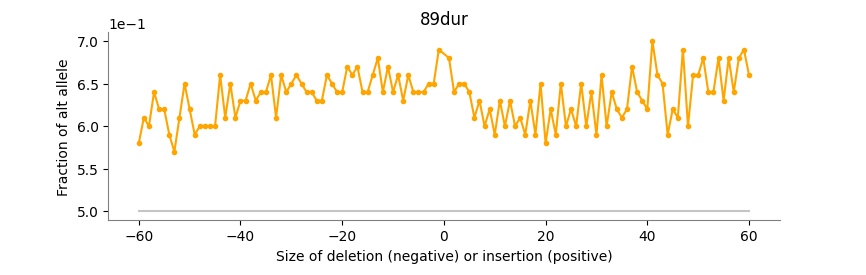 89dur
1e−1
Fraction of alt allele
7.0
6.5
6.0
5.5
5.0
−60 −40 −20 0 20 40 60
Size of deletion (negative) or insertion (positive)